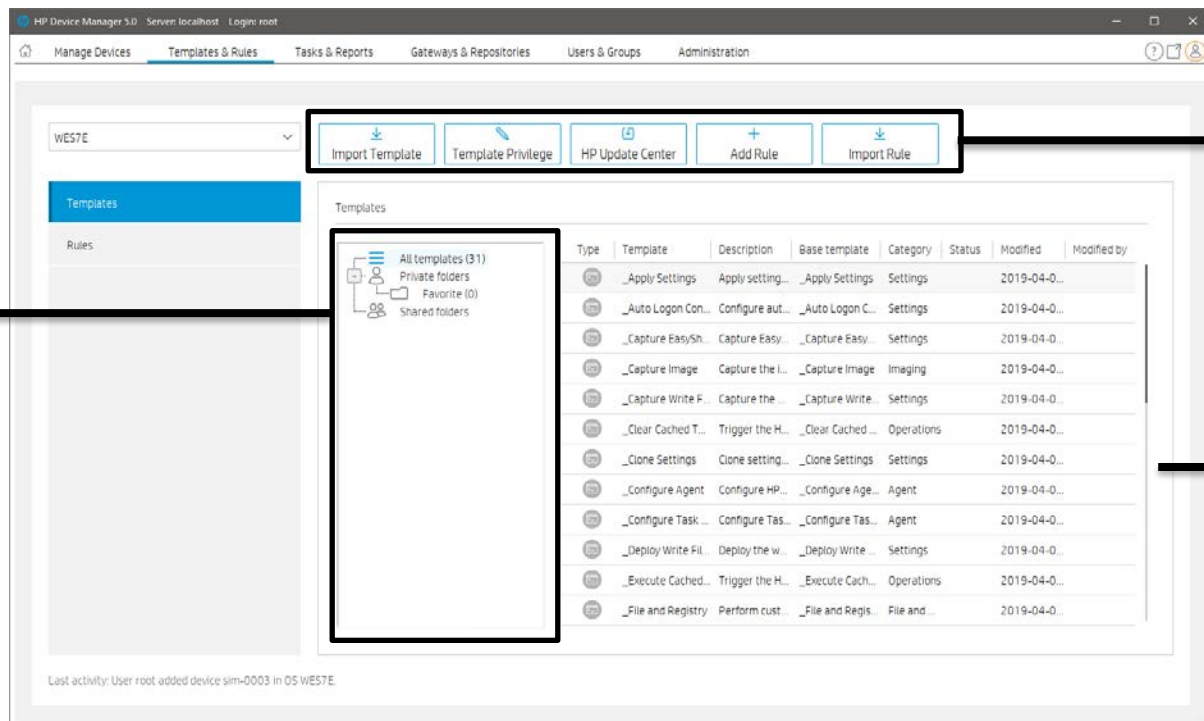 HP Device Manager 5.0 Server: localhost Login: root
Manage Devices Templates & Rules Tasks & Reports Gateways & Repositories Users & Groups Administration
WES7E
Import Template Template Privilege HP Update Center Add Rule Import Rule
Templates
Rules
Templates
All templates (31)
Private folders
Favorite (0)
Shared folders
Type Template Description Base template Category Status Modified Modified by
_Apply Settings Apply setting... _Apply Settings Settings 2019-04-0...
_Auto Logon Con... Configure aut... _Auto Logon C... Settings 2019-04-0...
_Capture EasySh... Capture Easy... _Capture Easy... Settings 2019-04-0...
_Capture Image Capture the i... _Capture Image Imaging 2019-04-0...
_Capture Write F... Capture the ... _Capture Write... Settings 2019-04-0...
_Clear Cached T... Trigger the H... _Clear Cached ... Operations 2019-04-0...
_Clone Settings Clone setting... _Clone Settings Settings 2019-04-0...
_Configure Agent Configure HP... _Configure Age... Agent 2019-04-0...
_Configure Task ... Configure Tas... _Configure Tas... Agent 2019-04-0...
_Deploy Write Fil... Deploy the w... _Deploy Write ... Settings 2019-04-0...
_Execute Cached... Trigger the H... _Execute Cach... Operations 2019-04-0...
_File and Registry Perform cust... _File and Regis... File and ... 2019-04-0...
Last activity: User root added device sim-0003 in OS WES7E.